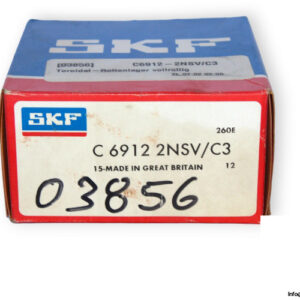 SKF
[03856] C6912-2NSV/C3
Toroidal-Rollenlager vollrollig
SKF
260E
C 6912 2NSV/C3
15-MADE IN GREAT BRITAIN 12
03856